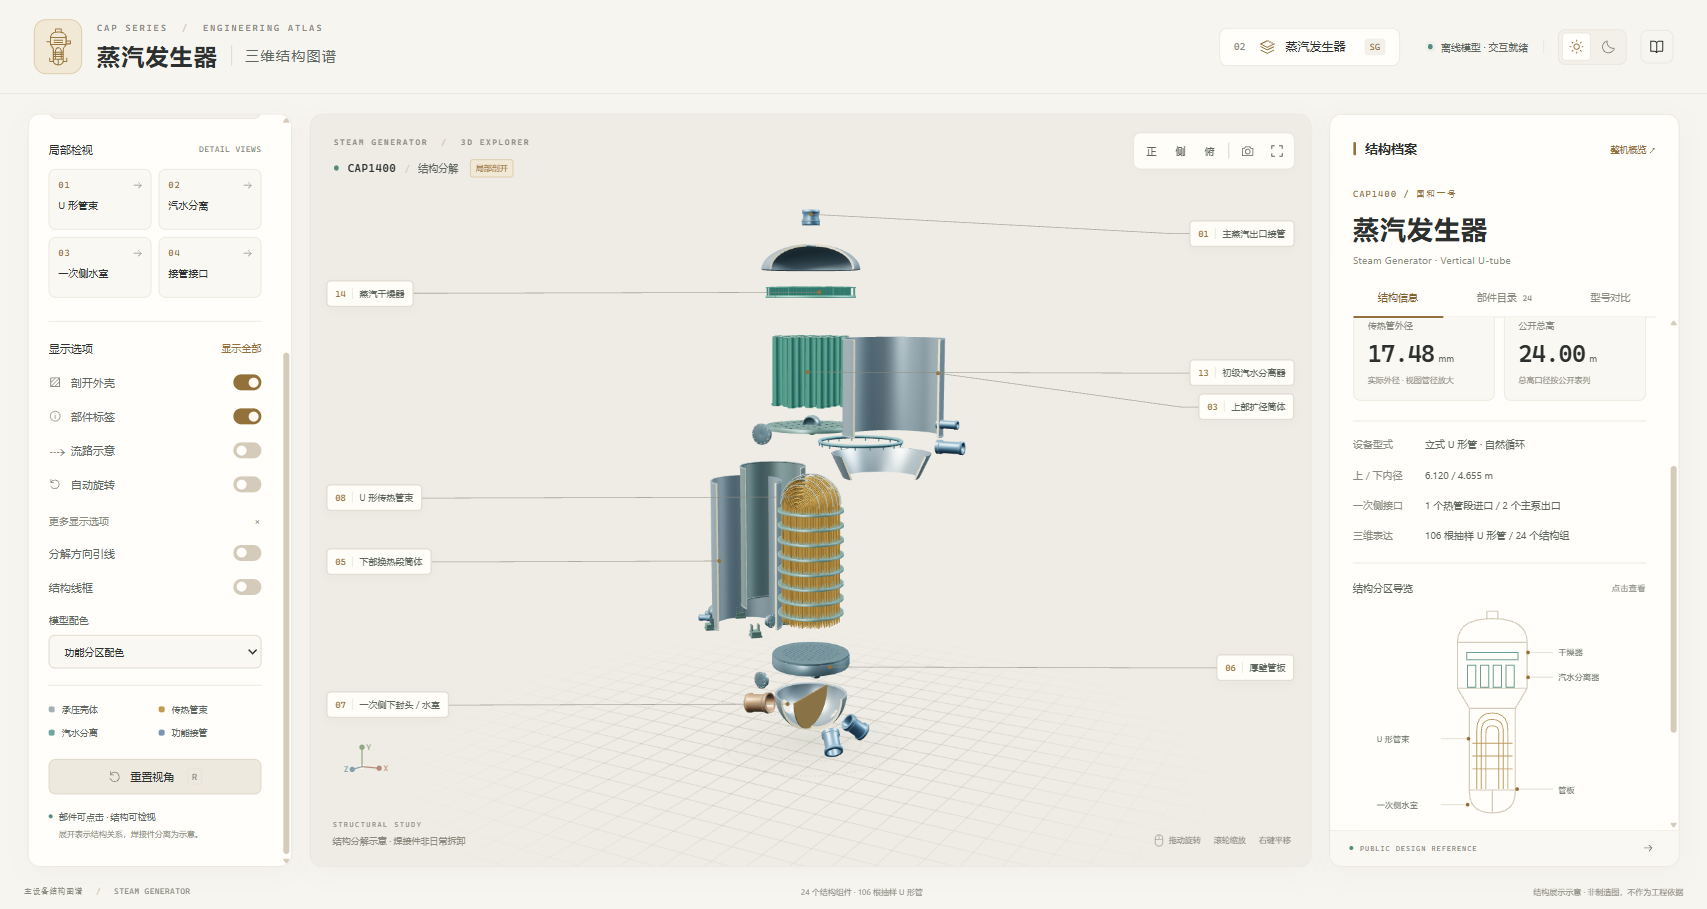 CAP SERIES / ENGINEERING ATLAS
蒸汽发生器 三维结构图谱
02 蒸汽发生器 SG
离线模型 · 交互就绪
局部检视 DETAIL VIEWS
01 U 形管束
02 汽水分离
03 一次侧水室
04 接管接口
显示选项 显示全部
剖开外壳
部件标签
流路示意
自动旋转
更多显示选项 ×
分解方向引线
结构线框
模型配色
功能分区配色
承压壳体 传热管束
汽水分离 功能接管
重置视角 R
部件可点击 · 结构可检视
展开表示结构关系，焊接件分离为示意。
STEAM GENERATOR / 3D EXPLORER
CAP1400 / 结构分解 局部剖开
正 侧 俯
01 主蒸汽出口接管
14 蒸汽干燥器
13 初级汽水分离器
03 上部扩径筒体
08 U 形传热管束
05 下部换热段筒体
06 厚壁管板
07 一次侧下封头 / 水室
Y
Z X
STRUCTURAL STUDY
结构分解示意 · 焊接件非日常拆卸
拖动旋转 滚轮缩放 右键平移
结构档案 整机概览 ↗
CAP1400 / 国和一号
蒸汽发生器
Steam Generator · Vertical U-tube
结构信息 部件目录 24 型号对比
传热管外径
17.48 mm
实际外径 · 视图管径放大
公开总高
24.00 m
总高口径按公开表列
设备型式 立式 U 形管 · 自然循环
上 / 下内径 6.120 / 4.655 m
一次侧接口 1 个热管段进口 / 2 个主泵出口
三维表达 106 根抽样 U 形管 / 24 个结构组
结构分区导览 点击查看
干燥器
汽水分离器
U 形管束
管板
一次侧水室
PUBLIC DESIGN REFERENCE →
主设备结构图谱 / STEAM GENERATOR
24 个结构组件 · 106 根抽样 U 形管
结构展示示意 · 非制造图，不作为工程依据